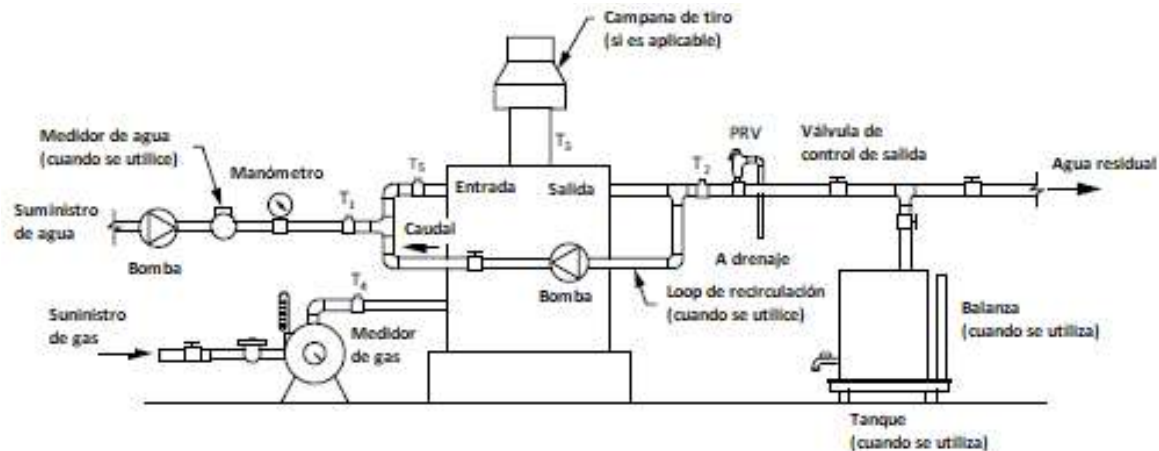 Campana de tiro
(si es aplicable)
Medidor de agua
(cuando se utilice)
Manómetro
T1
T5
Entrada
Salida
T3
T2
PRV
Válvula de
control de salida
Agua residual
Suministro
de agua
Bomba
Caudal
Bomba
A drenaje
Loop de recirculación
(cuando se utilice)
Balanza
(cuando se utiliza)
T4
Suninistro
de gas
Medidor
de gas
Tanque
(cuando se utiliza)